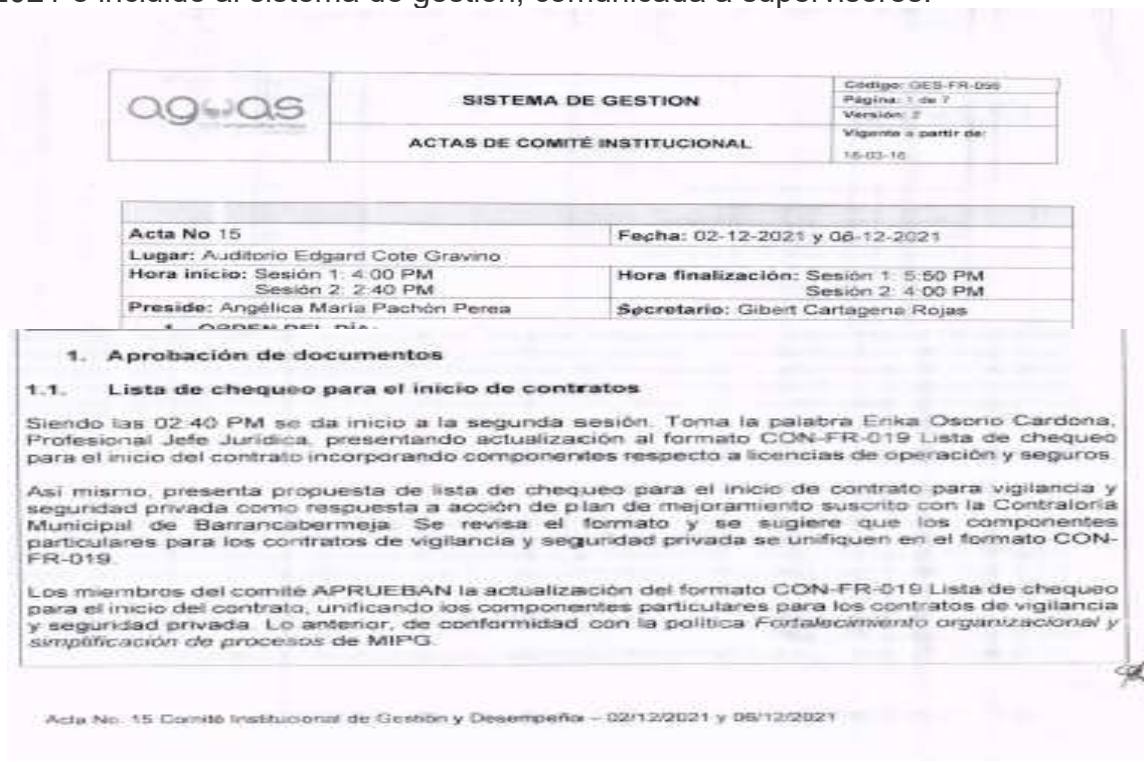 2021 e incluido al sistema de gestión, comunicada a supervisores.
aguas
SISTEMA DE GESTION
ACTAS DE COMITÉ INSTITUCIONAL
Código: GES-FR-056
Página: 1 de 7
Versión: 2
Vigente a partir de:
Acta No 15
Fecha: 02-12-2021 y 06-12-2021
Lugar: Auditorio Edgard Cote Gravino
Hora inicio: Sesión 1: 4:00 PM
Sesión 2: 2:40 PM
Hora finalización: Sesión 1: 5:50 PM
Sesión 2: 4:00 PM
Preside: Angélica María Pachón Perea
Secretario: Gibert Cartagena Rojas
1. ORDEN DEL DÍA:
1. Aprobación de documentos
1.1. Lista de chequeo para el inicio de contratos
Siendo las 02:40 PM se da inicio a la segunda sesión. Toma la palabra Erika Osorio Cardona,
Profesional Jefe Jurídica, presentando actualización al formato CON-FR-019 Lista de chequeo
para el inicio del contrato incorporando componentes respecto a licencias de operación y seguros.
Así mismo, presenta propuesta de lista de chequeo para el inicio de contrato para vigilancia y
seguridad privada como respuesta a acción de plan de mejoramiento suscrito con la Contraloría
Municipal de Barrancabermeja. Se revisa el formato y se sugiere que los componentes
particulares para los contratos de vigilancia y seguridad privada se unifiquen en el formato CON-
FR-019.
Los miembros del comité APRUEBAN la actualización del formato CON-FR-019 Lista de chequeo
para el inicio del contrato, unificando los componentes particulares para los contratos de vigilancia
y seguridad privada. Lo anterior, de conformidad con la política Fortalecimiento organizacional y
simplificación de procesos de MIPG.
Acta No. 15 Comité Institucional de Gestión y Desempeño – 02/12/2021 y 06/12/2021